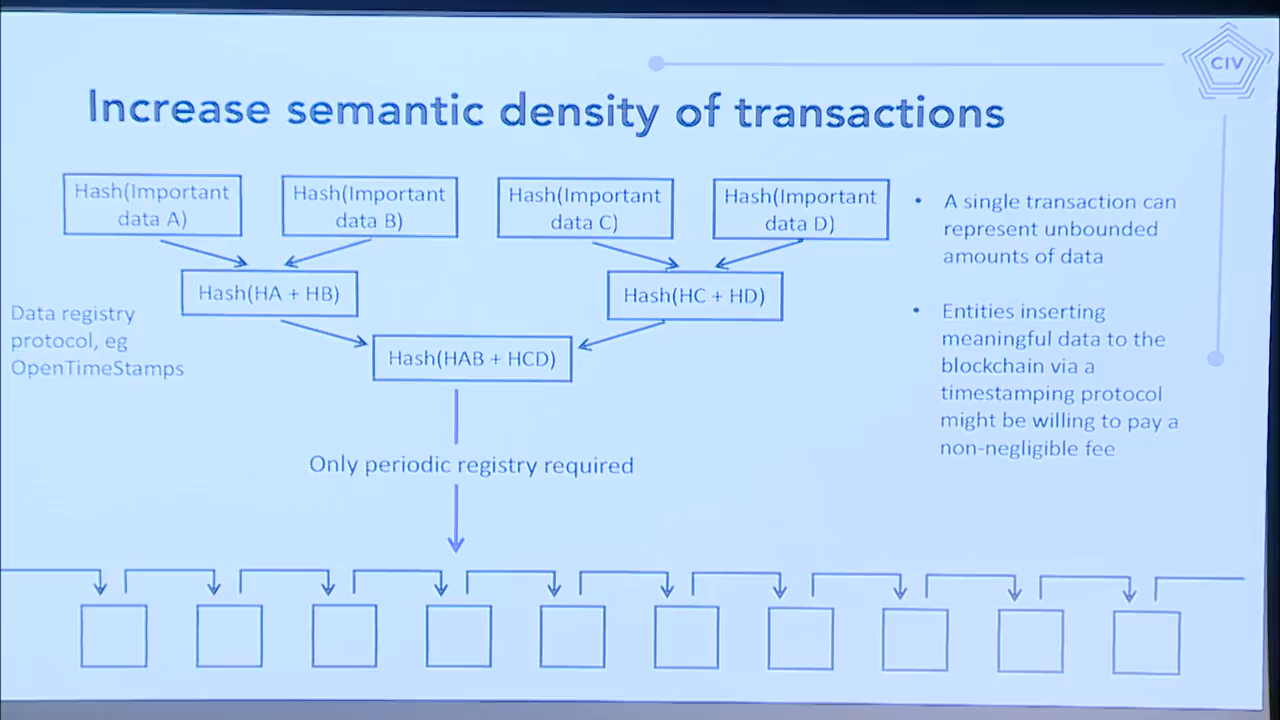 CIV
Increase semantic density of transactions
Hash(Important
data A)
Hash(Important
data B)
Hash(Important
data C)
Hash(Important
data D)
Hash(HA + HB)
Hash(HC + HD)
Data registry
protocol, eg
OpenTimeStamps
Hash(HAB + HCD)
Only periodic registry required
• A single transaction can
represent unbounded
amounts of data
• Entities inserting
meaningful data to the
blockchain via a
timestamping protocol
might be willing to pay a
non-negligible fee